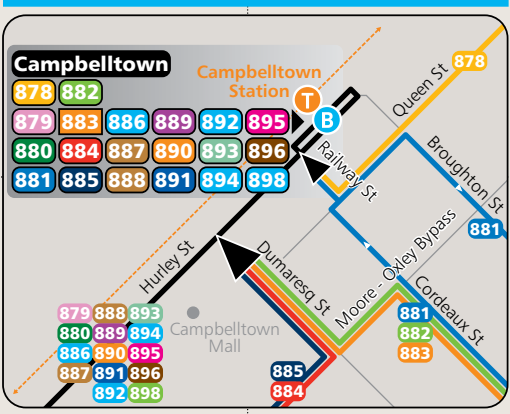 Campbelltown
878 882
879 883 886 889 892 895
880 884 887 890 893 896
881 885 888 891 894 898
Campbelltown
Station
T
B
878
Queen St
Railway St
Broughton St
881
Hurley St
Dumaresq St
Moore - Oxley Bypass
Cordeaux St
881
882
883
879 888 893
880 889 894
886 890 895
887 891 896
892 898
Campbelltown
Mall
885
884